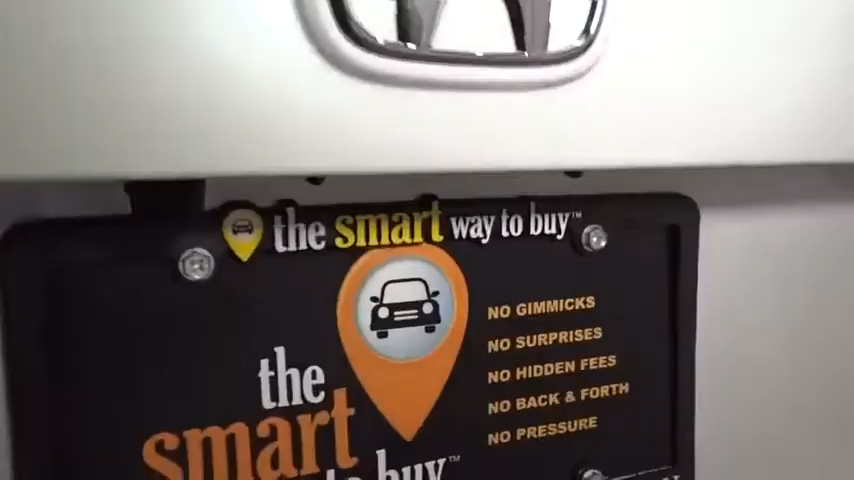 the smart way to buy™
NO GIMMICKS
NO SURPRISES
NO HIDDEN FEES
NO BACK & FORTH
NO PRESSURE
the
smart
to buy™